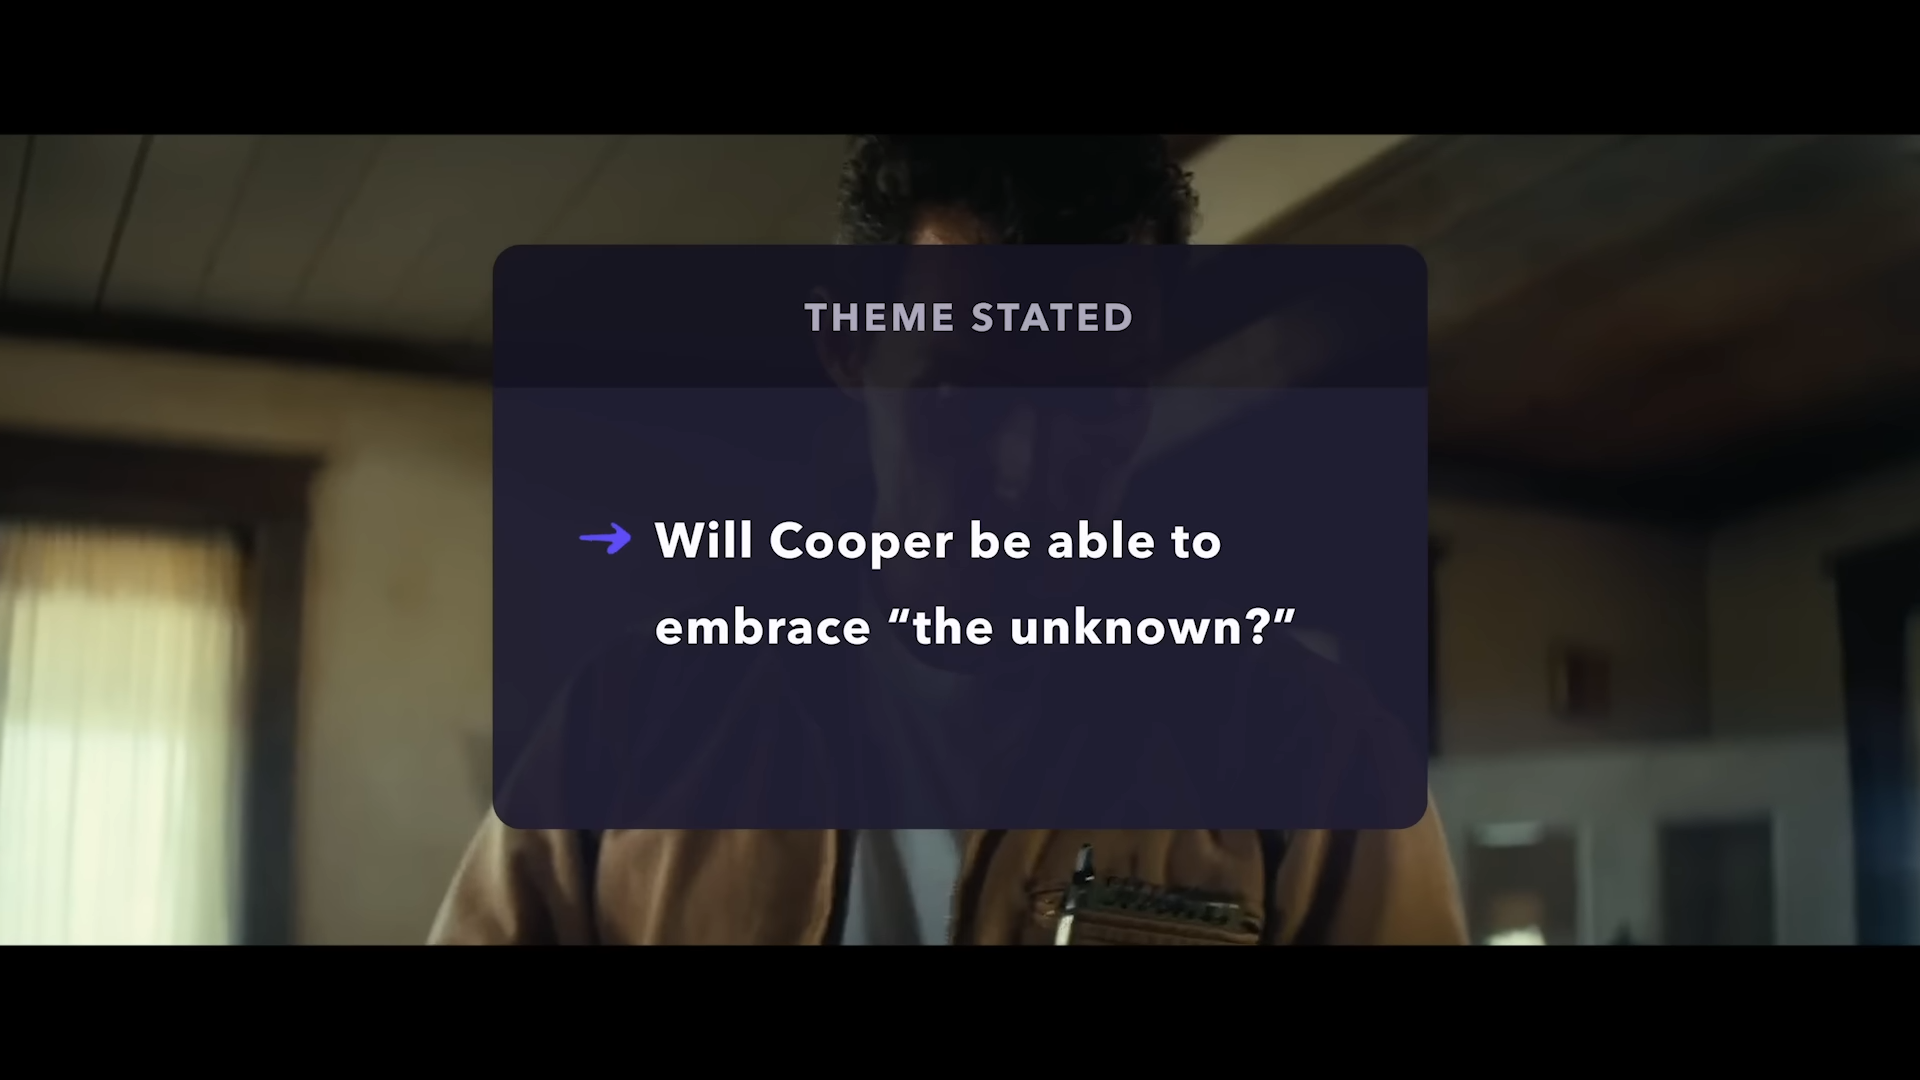 THEME STATED
Will Cooper be able to
embrace “the unknown?”